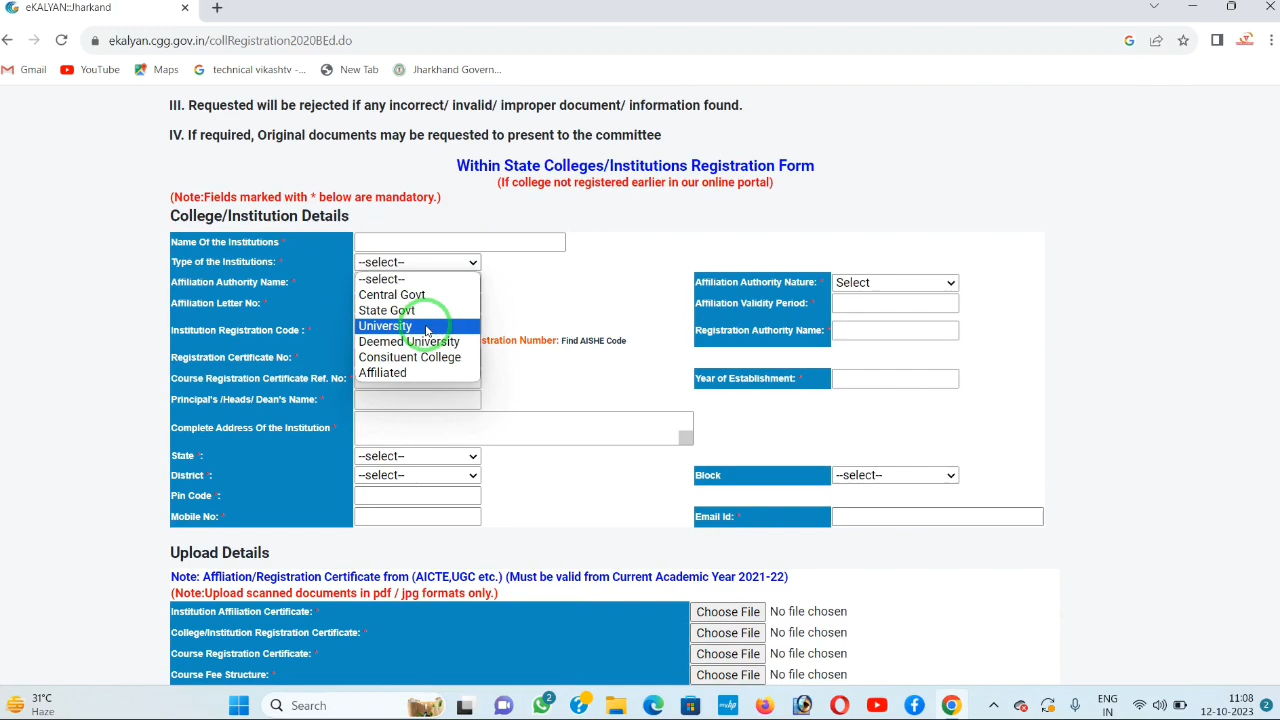 eKALYAN:Jharkand
ekalyan.cgg.gov.in/collRegistration2020BEd.do
Gmail YouTube Maps technical vikashtv -... New Tab Jharkhand Govern...
III. Requested will be rejected if any incorrect/ invalid/ improper document/ information found.
IV. If required, Original documents may be requested to present to the committee
Within State Colleges/Institutions Registration Form
(If college not registered earlier in our online portal)
(Note:Fields marked with * below are mandatory.)
College/Institution Details
Name Of the Institutions *
Type of the Institutions: * --select--
--select--
Central Govt
State Govt
University
Deemed University
Consituent College
Affiliated
Affiliation Authority Name: * Affiliation Authority Nature: * Select
Affiliation Letter No: * Affiliation Validity Period: *
Institution Registration Code : * stration Number: Find AISHE Code Registration Authority Name: *
Registration Certificate No: *
Course Registration Certificate Ref. No: Year of Establishment: *
Principal's /Heads/ Dean's Name: *
Complete Address Of the Institution *
State *: --select--
District *: --select-- Block --select--
Pin Code *:
Mobile No: * Email Id: *
Upload Details
Note: Affliation/Registration Certificate from (AICTE,UGC etc.) (Must be valid from Current Academic Year 2021-22)
(Note:Upload scanned documents in pdf / jpg formats only.)
Institution Affiliation Certificate: * Choose File No file chosen
College/Institution Registration Certificate: * Choose File No file chosen
Course Registration Certificate: * Choose File No file chosen
Course Fee Structure: * Choose File No file chosen
31°C
Haze
Search
2
ENG
IN
11:08
12-10-2023
2